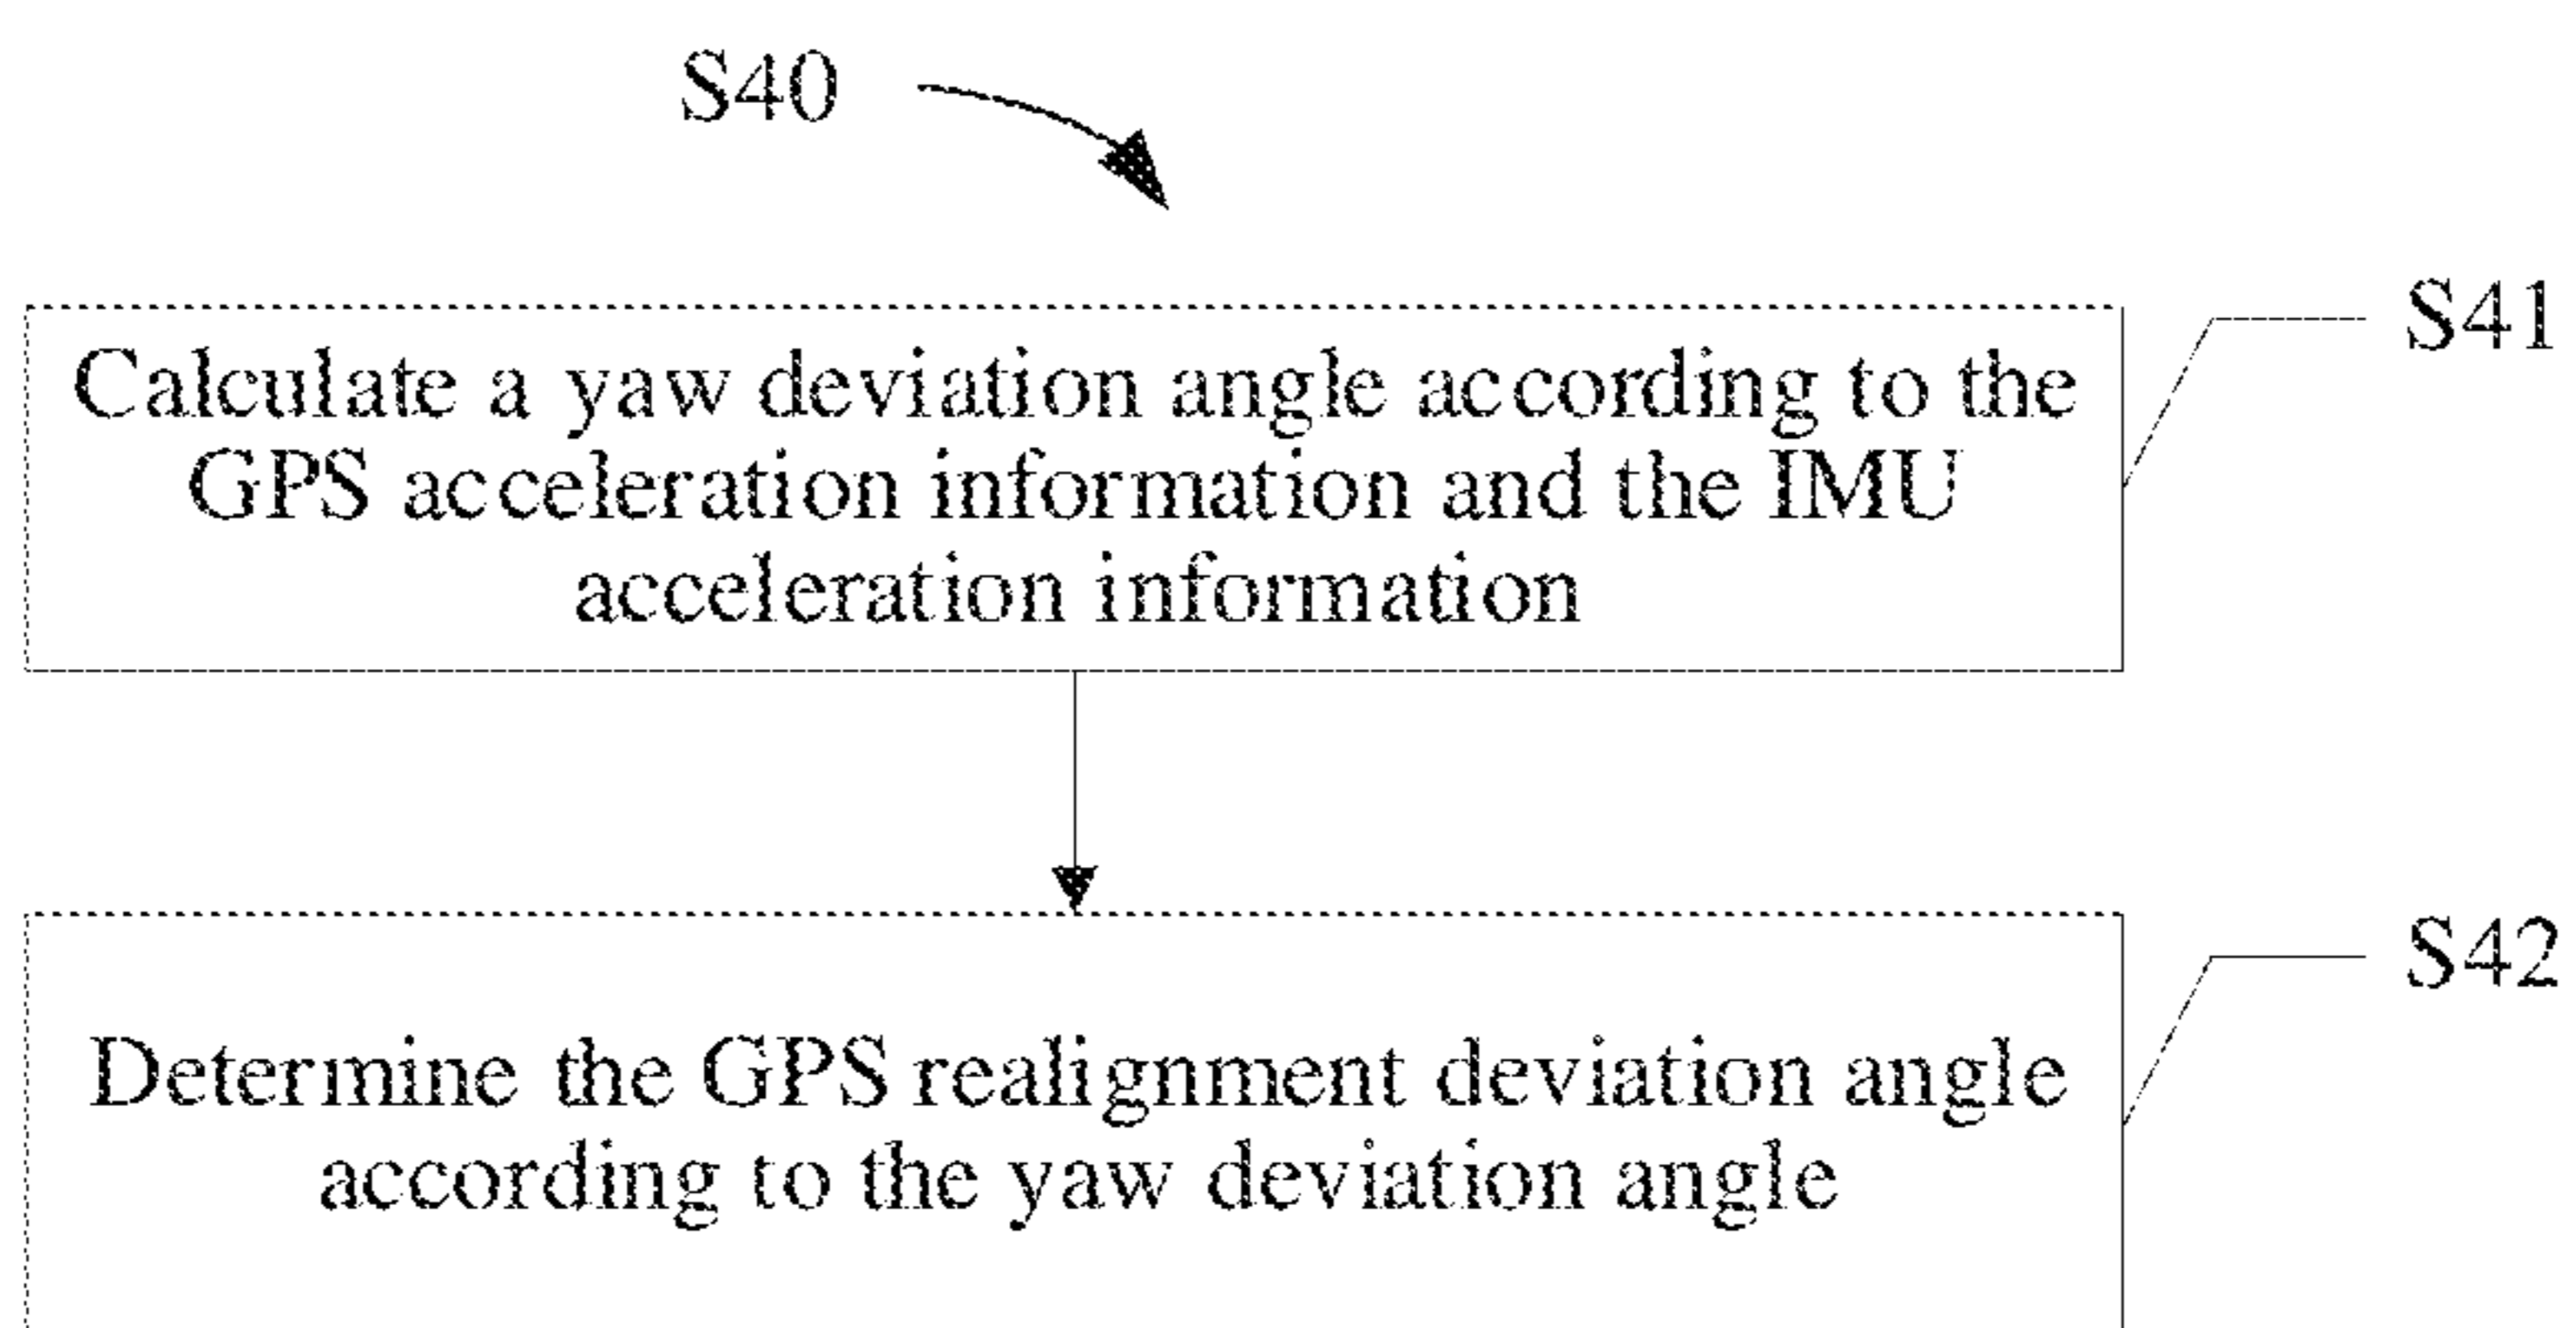 S40
S41
Calculate a yaw deviation angle according to the
GPS acceleration information and the IMU
acceleration information
S42
Determine the GPS realignment deviation angle
according to the yaw deviation angle